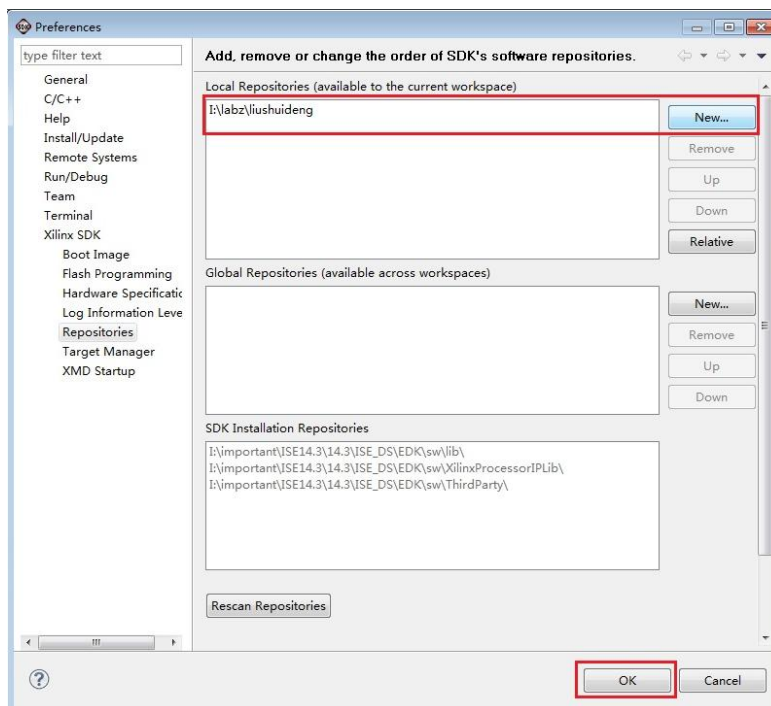 Preferences
type filter text
Add, remove or change the order of SDK's software repositories.
General
C/C++
Help
Install/Update
Remote Systems
Run/Debug
Team
Terminal
Xilinx SDK
Boot Image
Flash Programming
Hardware Specificatic
Log Information Leve
Repositories
Target Manager
XMD Startup
Local Repositories (available to the current workspace)
I:\labz\liushuideng
New...
Remove
Up
Down
Relative
Global Repositories (available across workspaces)
New...
Remove
Up
Down
SDK Installation Repositories
I:\important\ISE14.3\14.3\ISE_DS\EDK\sw\lib\
I:\important\ISE14.3\14.3\ISE_DS\EDK\sw\XilinxProcessorIPLib\
I:\important\ISE14.3\14.3\ISE_DS\EDK\sw\ThirdParty\
Rescan Repositories
OK
Cancel